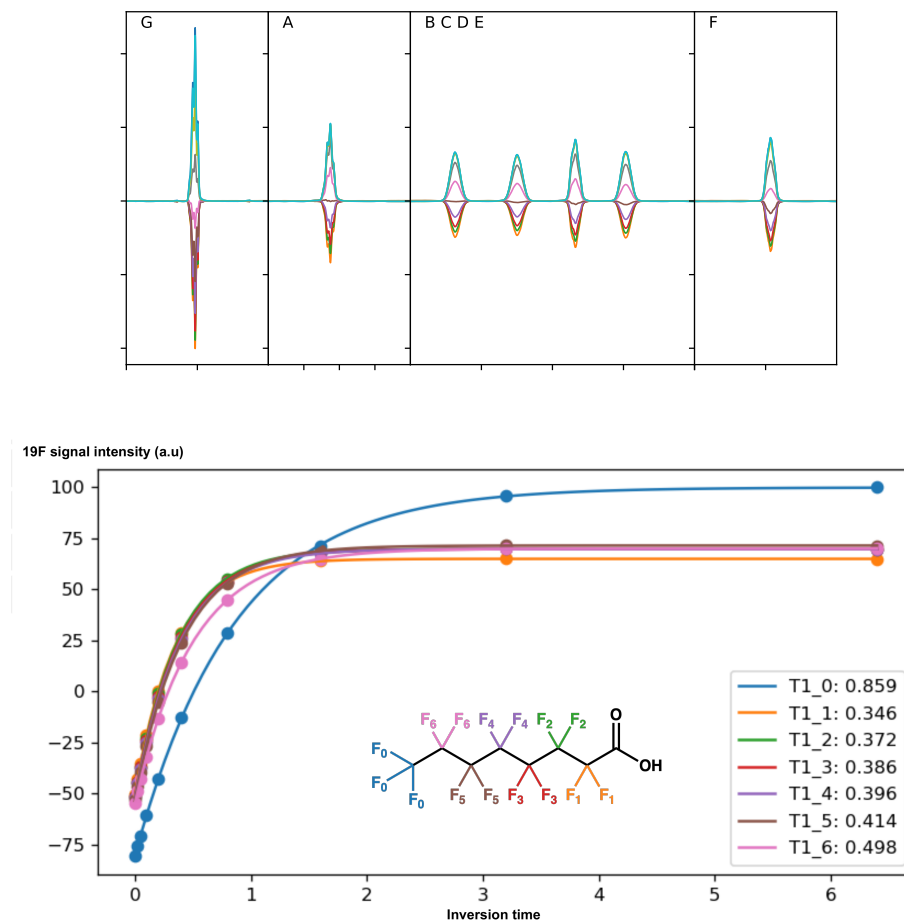 G
A
B C D E
F
19F signal intensity (a.u)
100
75
50
25
0
−25
−50
−75
0
1
2
3
4
5
6
Inversion time
T1_0: 0.859
T1_1: 0.346
T1_2: 0.372
T1_3: 0.386
T1_4: 0.396
T1_5: 0.414
T1_6: 0.498
F6 F6 F4 F4 F2 F2 O
F0
OH
F0
F0 F5 F5 F3 F3 F1 F1